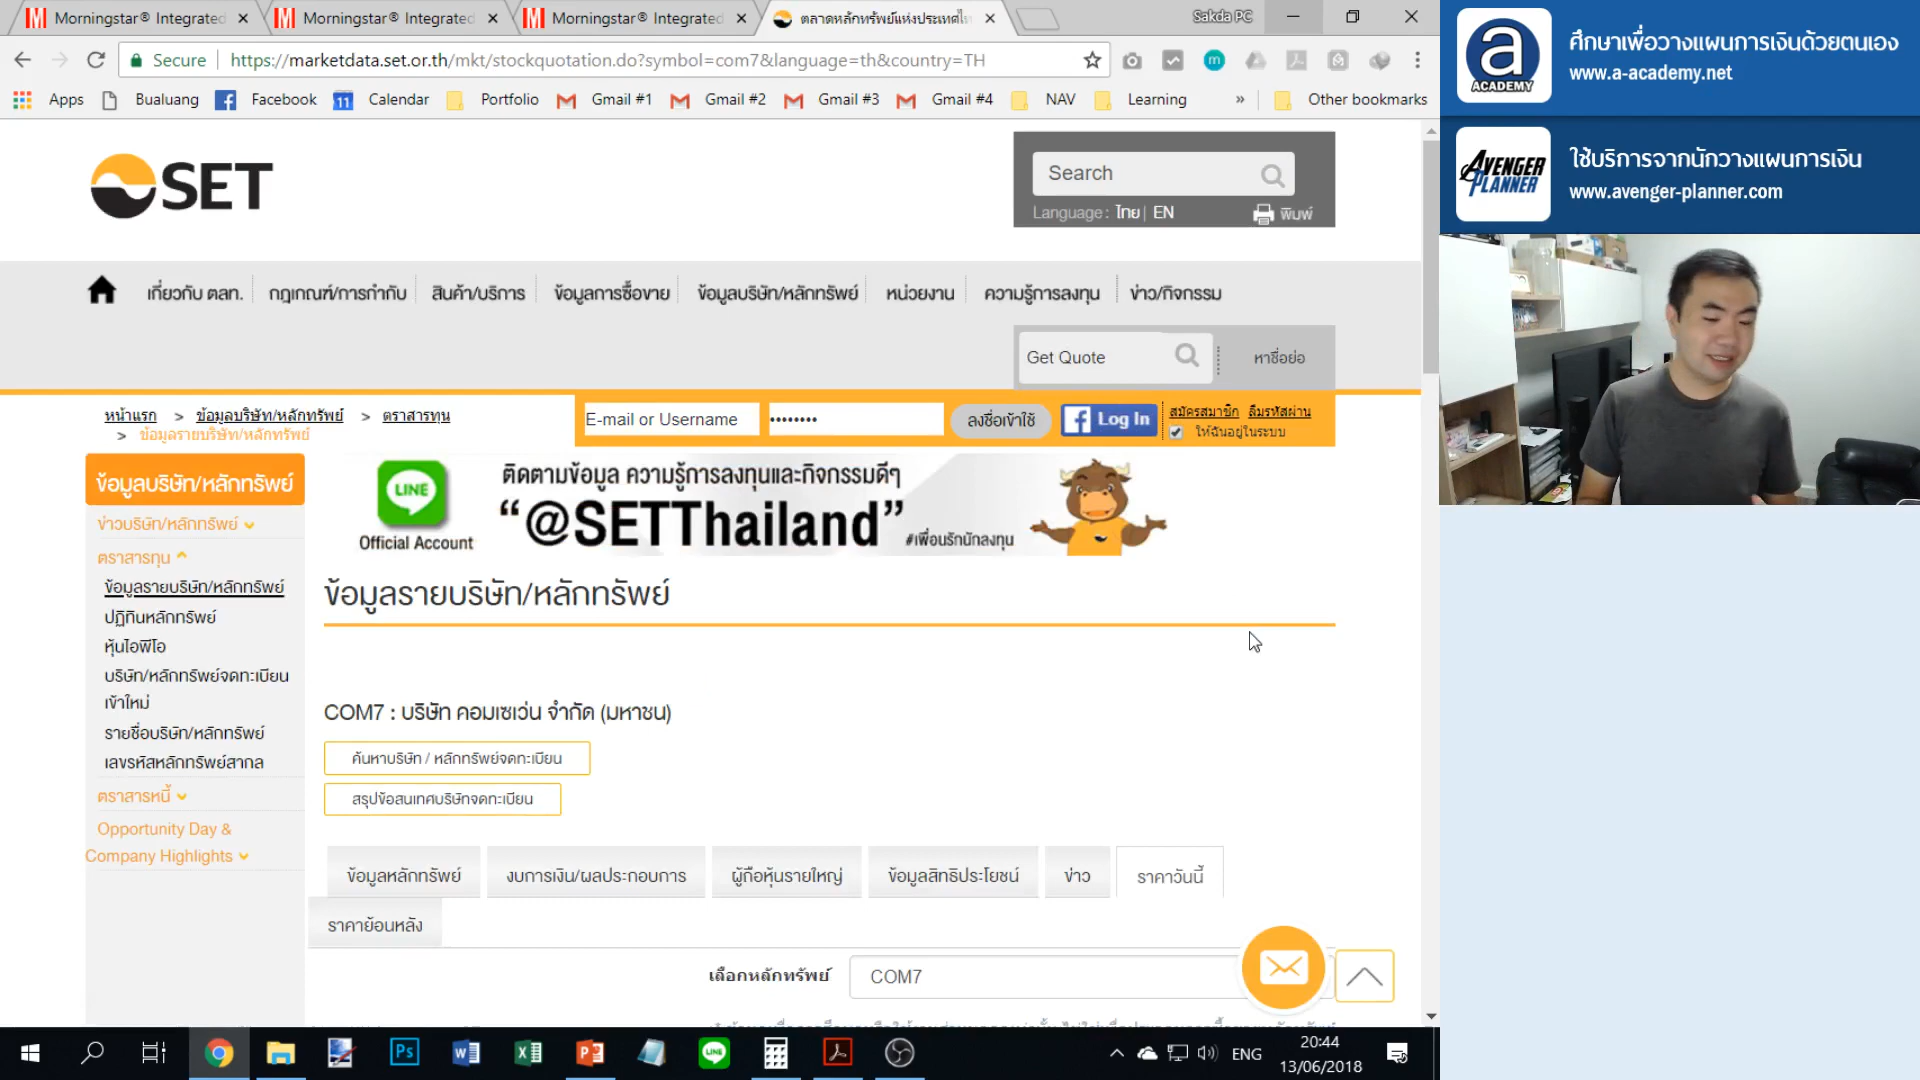 Morningstar® Integrated
Morningstar® Integrated
Morningstar® Integrated
ตลาดหลักทรัพย์แห่งประเทศไท
Sakda PC
Secure
https://marketdata.set.or.th/mkt/stockquotation.do?symbol=com7&language=th&country=TH
Apps
Bualuang
Facebook
11
Calendar
Portfolio
Gmail #1
Gmail #2
Gmail #3
Gmail #4
NAV
Learning
»
Other bookmarks
a
ACADEMY
ศึกษาเพื่อวางแผนการเงินด้วยตนเอง
www.a-academy.net
AVENGER
PLANNER
ใช้บริการจากนักวางแผนการเงิน
www.avenger-planner.com
SET
Search
Language: ไทย| EN
พิมพ์
เกี่ยวกับ ตลท.
กฎเกณฑ์/การกำกับ
สินค้า/บริการ
ข้อมูลการซื้อขาย
ข้อมูลบริษัท/หลักทรัพย์
หน่วยงาน
ความรู้การลงทุน
ข่าว/กิจกรรม
Get Quote
หาชื่อย่อ
หน้าแรก > ข้อมูลบริษัท/หลักทรัพย์ > ตราสารทุน
> ข้อมูลรายบริษัท/หลักทรัพย์
E-mail or Username
••••••••
ลงชื่อเข้าใช้
f Log In
สมัครสมาชิก ลืมรหัสผ่าน
ให้ฉันอยู่ในระบบ
ข้อมูลบริษัท/หลักทรัพย์
ข่าวบริษัท/หลักทรัพย์
ตราสารทุน
ข้อมูลรายบริษัท/หลักทรัพย์
ปฏิทินหลักทรัพย์
หุ้นไอพีโอ
บริษัท/หลักทรัพย์จดทะเบียน
เข้าใหม่
รายชื่อบริษัท/หลักทรัพย์
เลขรหัสหลักทรัพย์สากล
ตราสารหนี้
Opportunity Day &
Company Highlights
LINE
Official Account
ติดตามข้อมูล ความรู้การลงทุนและกิจกรรมดีๆ
“@SETThailand”
#เพื่อนรักนักลงทุน
ข้อมูลรายบริษัท/หลักทรัพย์
COM7 : บริษัท คอมเซเว่น จำกัด (มหาชน)
ค้นหาบริษัท / หลักทรัพย์จดทะเบียน
สรุปข้อสนเทศบริษัทจดทะเบียน
ข้อมูลหลักทรัพย์
งบการเงิน/ผลประกอบการ
ผู้ถือหุ้นรายใหญ่
ข้อมูลสิทธิประโยชน์
ข่าว
ราคาวันนี้
ราคาย้อนหลัง
เลือกหลักทรัพย์
COM7
Ps
LINE
ENG
20:44
13/06/2018